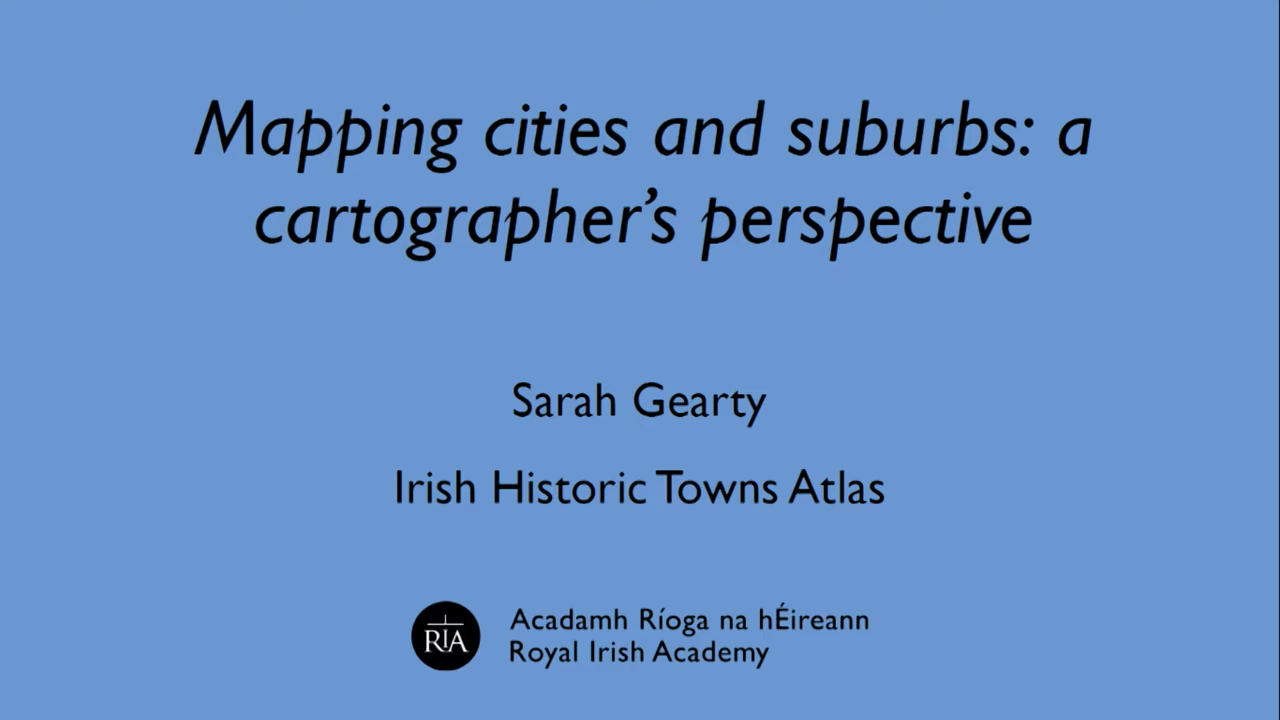 Mapping cities and suburbs: a
cartographer’s perspective
Sarah Gearty
Irish Historic Towns Atlas
RIA
Acadamh Ríoga na hÉireann
Royal Irish Academy